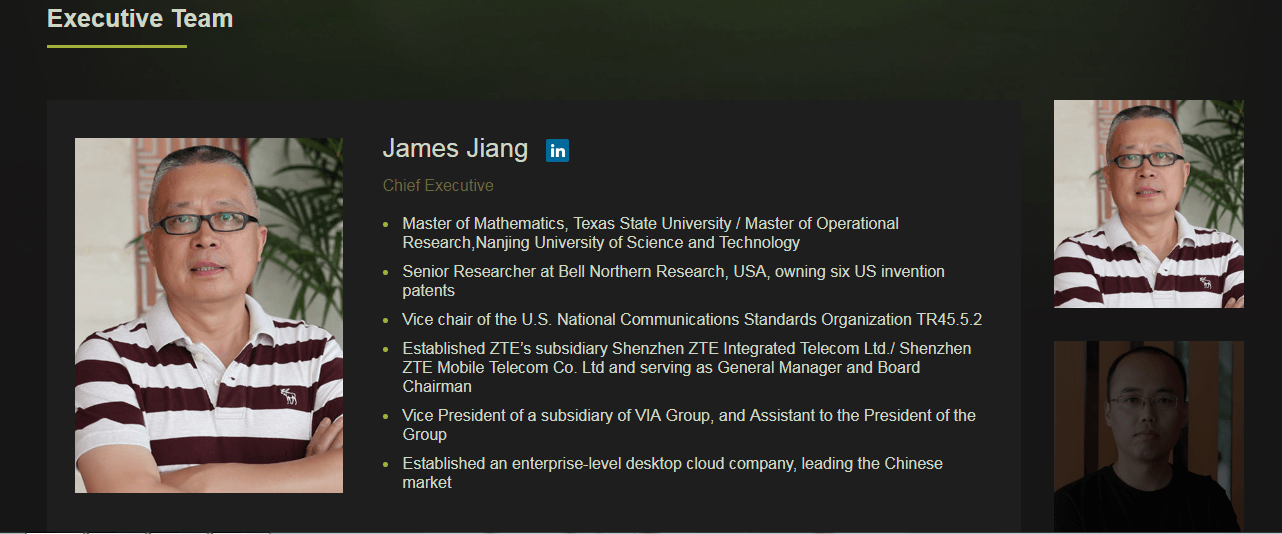 Executive Team
James Jiang in
Chief Executive
Master of Mathematics, Texas State University / Master of Operational
Research,Nanjing University of Science and Technology
Senior Researcher at Bell Northern Research, USA, owning six US invention
patents
Vice chair of the U.S. National Communications Standards Organization TR45.5.2
Established ZTE's subsidiary Shenzhen ZTE Integrated Telecom Ltd./ Shenzhen
ZTE Mobile Telecom Co. Ltd and serving as General Manager and Board
Chairman
Vice President of a subsidiary of VIA Group, and Assistant to the President of the
Group
Established an enterprise-level desktop cloud company, leading the Chinese
market